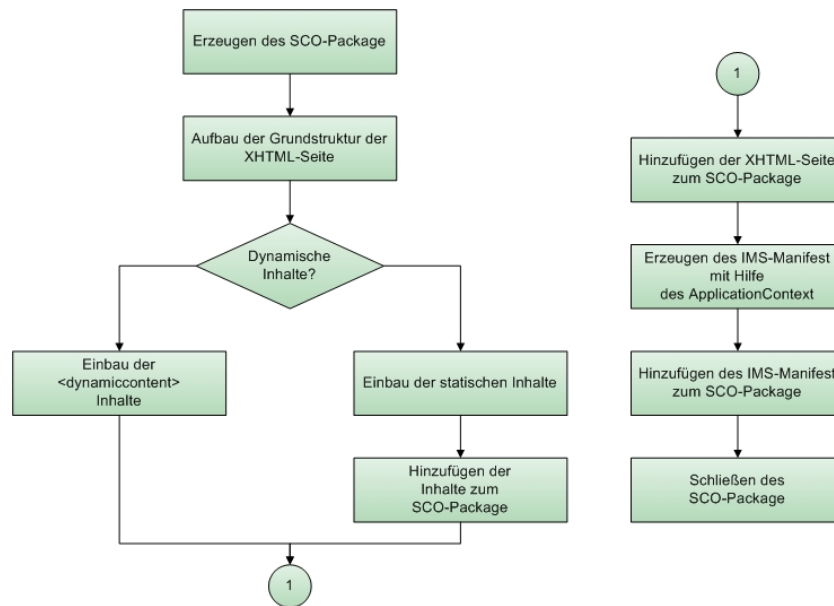 Erzeugen des SCO-Package
Aufbau der Grundstruktur der
XHTML-Seite
Dynamische
Inhalte?
Einbau der
<dynamiccontent>
Inhalte
Einbau der statischen Inhalte
Hinzufügen der
Inhalte zum
SCO-Package
1
1
Hinzufügen der XHTML-Seite
zum SCO-Package
Erzeugen des IMS-Manifest
mit Hilfe
des ApplicationContext
Hinzufügen des IMS-Manifest
zum SCO-Package
Schließen des
SCO-Package